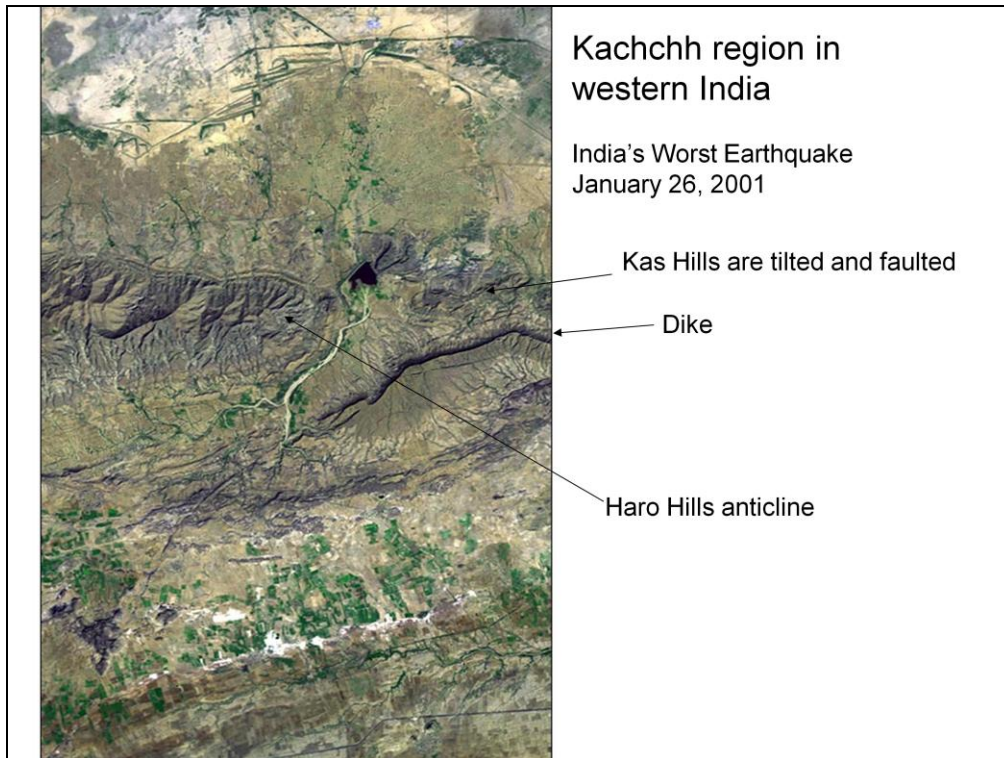 Kachchh region in
western India
India's Worst Earthquake
January 26, 2001
Kas Hills are tilted and faulted
Dike
Haro Hills anticline